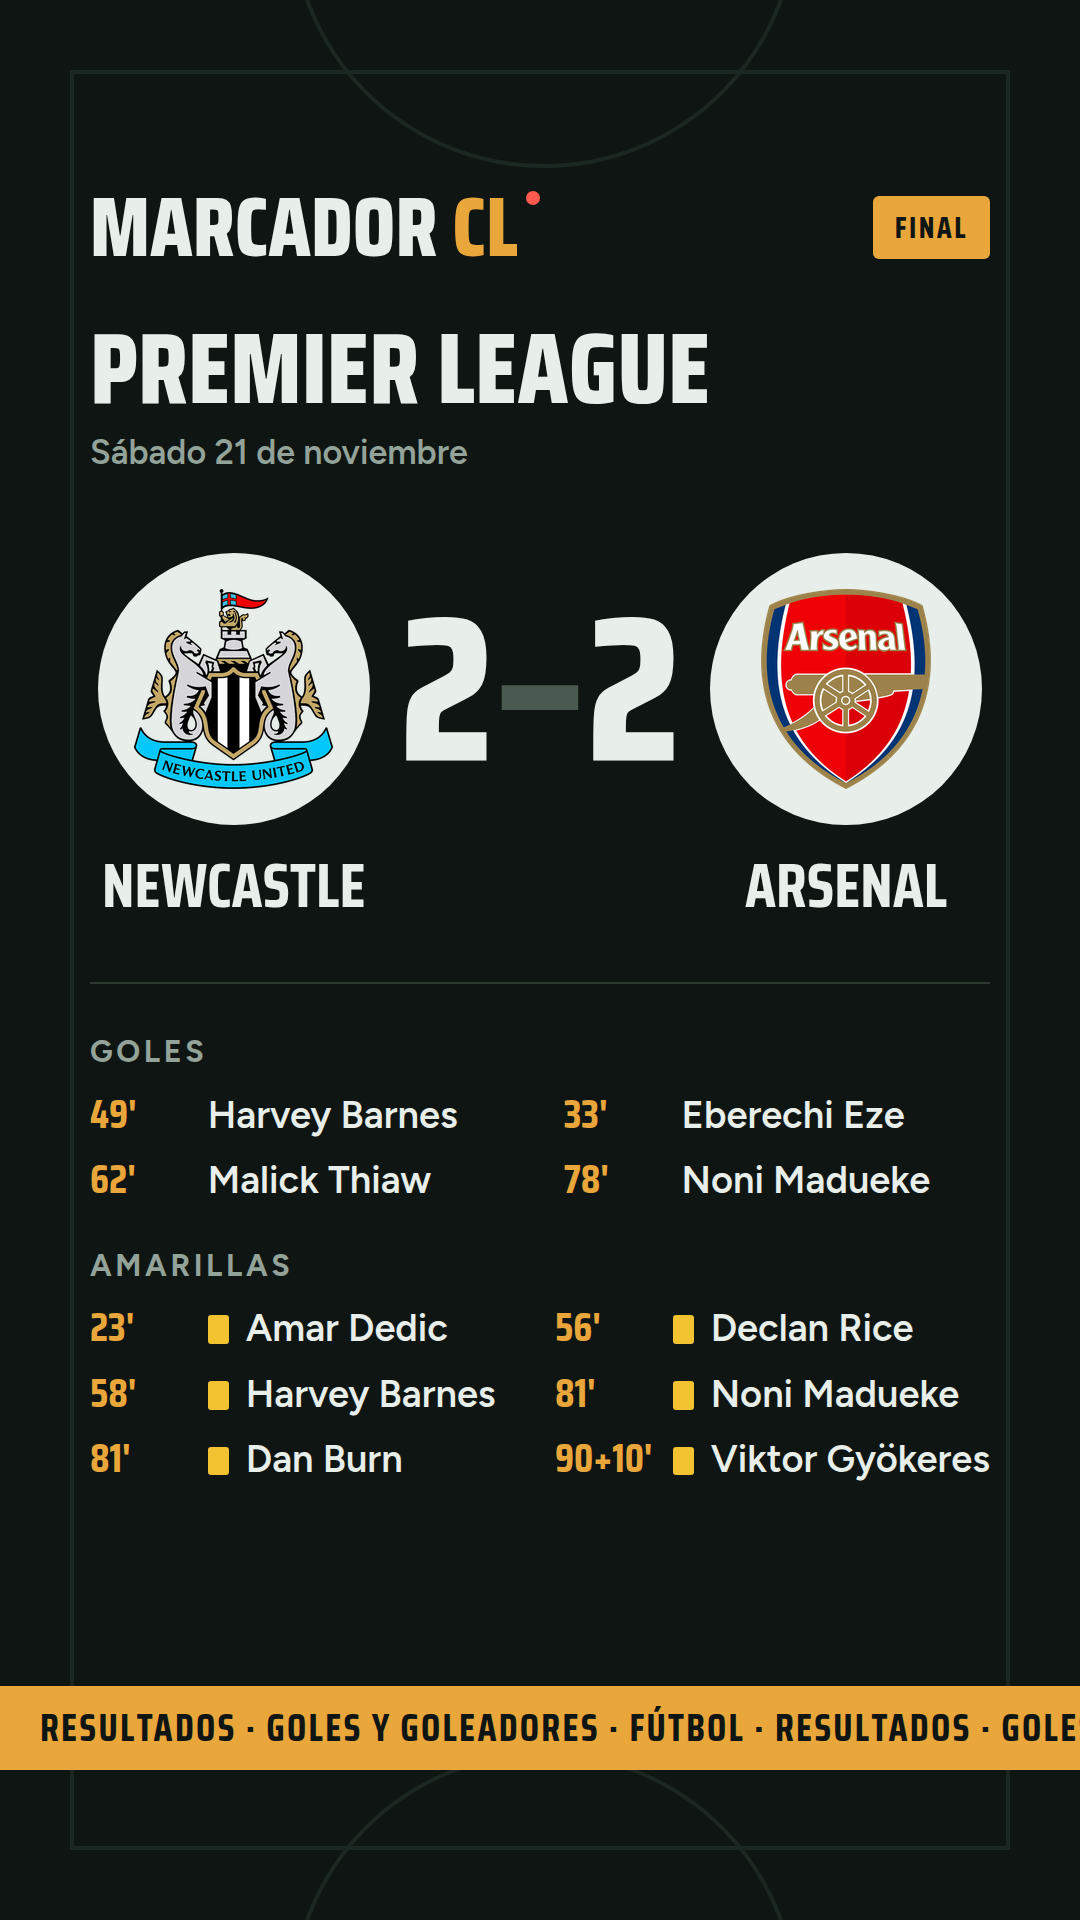 MARCADOR CL
FINAL
PREMIER LEAGUE
Sábado 21 de noviembre
NEWCASTLE UNITED
2-2
Arsenal
NEWCASTLE
ARSENAL
GOLES
49' Harvey Barnes 33' Eberechi Eze
62' Malick Thiaw 78' Noni Madueke
AMARILLAS
23' Amar Dedic 56' Declan Rice
58' Harvey Barnes 81' Noni Madueke
81' Dan Burn 90+10' Viktor Gyökeres
RESULTADOS · GOLES Y GOLEADORES · FÚTBOL · RESULTADOS · GOLES